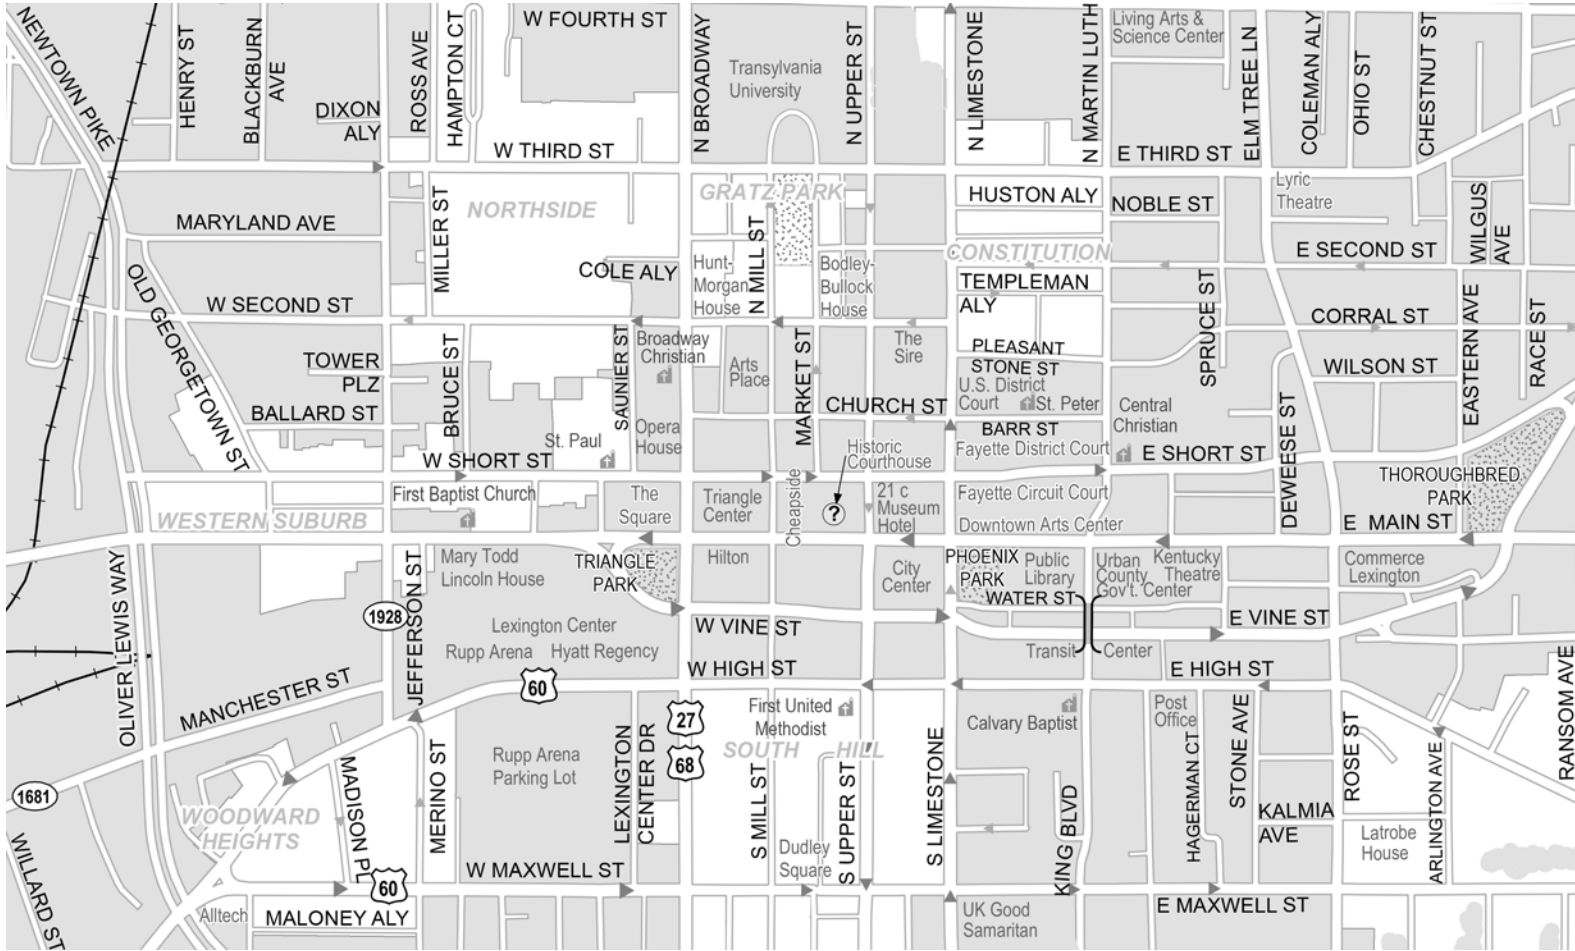 NEWTOWN PIKE
HENRY ST
BLACKBURN
AVE
DIXON
ALY
ROSS AVE
HAMPTON CT
W FOURTH ST
N BROADWAY
Transylvania
University
N UPPER ST
N LIMESTONE
N MARTIN LUTH
Living Arts &
Science Center
ELM TREE LN
COLEMAN ALY
OHIO ST
CHESTNUT ST
W THIRD ST
E THIRD ST
MARYLAND AVE
MILLER ST
NORTHSIDE
GRATZ PARK
HUSTON ALY
NOBLE ST
Lyric
Theatre
WILGUS
AVE
OLD GEORGETOWN ST
COLE ALY
Hunt-
Morgan
House
N MILL ST
Bodley-
Bullock
House
CONSTITUTION
E SECOND ST
TEMPLEMAN
ALY
W SECOND ST
SPRUCE ST
CORRAL ST
EASTERN AVE
RACE ST
TOWER
PLZ
BRUCE ST
SAUNIER ST
Broadway
Christian
Arts
Place
MARKET ST
The
Sire
PLEASANT
STONE ST
WILSON ST
BALLARD ST
U.S. District
Court
St. Peter
CHURCH ST
Central
Christian
DEWEESE ST
St. Paul
Opera
House
BARR ST
Historic
Courthouse
Fayette District Court
E SHORT ST
W SHORT ST
THOROUGHBRED
PARK
First Baptist Church
The
Square
Triangle
Center
Cheapside
?
21 c
Museum
Hotel
Fayette Circuit Court
Downtown Arts Center
WESTERN SUBURB
E MAIN ST
OLIVER LEWIS WAY
JEFFERSON ST
Mary Todd
Lincoln House
TRIANGLE
PARK
Hilton
City
Center
PHOENIX
PARK
Public
Library
Urban
County
Gov't. Center
Kentucky
Theatre
Commerce
Lexington
WATER ST
1928
Lexington Center
Rupp Arena
Hyatt Regency
W VINE ST
E VINE ST
Transit
Center
W HIGH ST
E HIGH ST
MANCHESTER ST
60
27
68
First United
Methodist
Calvary Baptist
Post
Office
STONE AVE
ROSE ST
RANSOM AVE
SOUTH HILL
Rupp Arena
Parking Lot
LEXINGTON
CENTER DR
S MILL ST
S UPPER ST
S LIMESTONE
KING BLVD
HAGERMAN CT
KALMIA
AVE
ARLINGTON AVE
Latrobe
House
1681
WOODWARD
HEIGHTS
MADISON PL
MERINO ST
WILLARD ST
Dudley
Square
W MAXWELL ST
60
Alltech
MALONEY ALY
UK Good
Samaritan
E MAXWELL ST